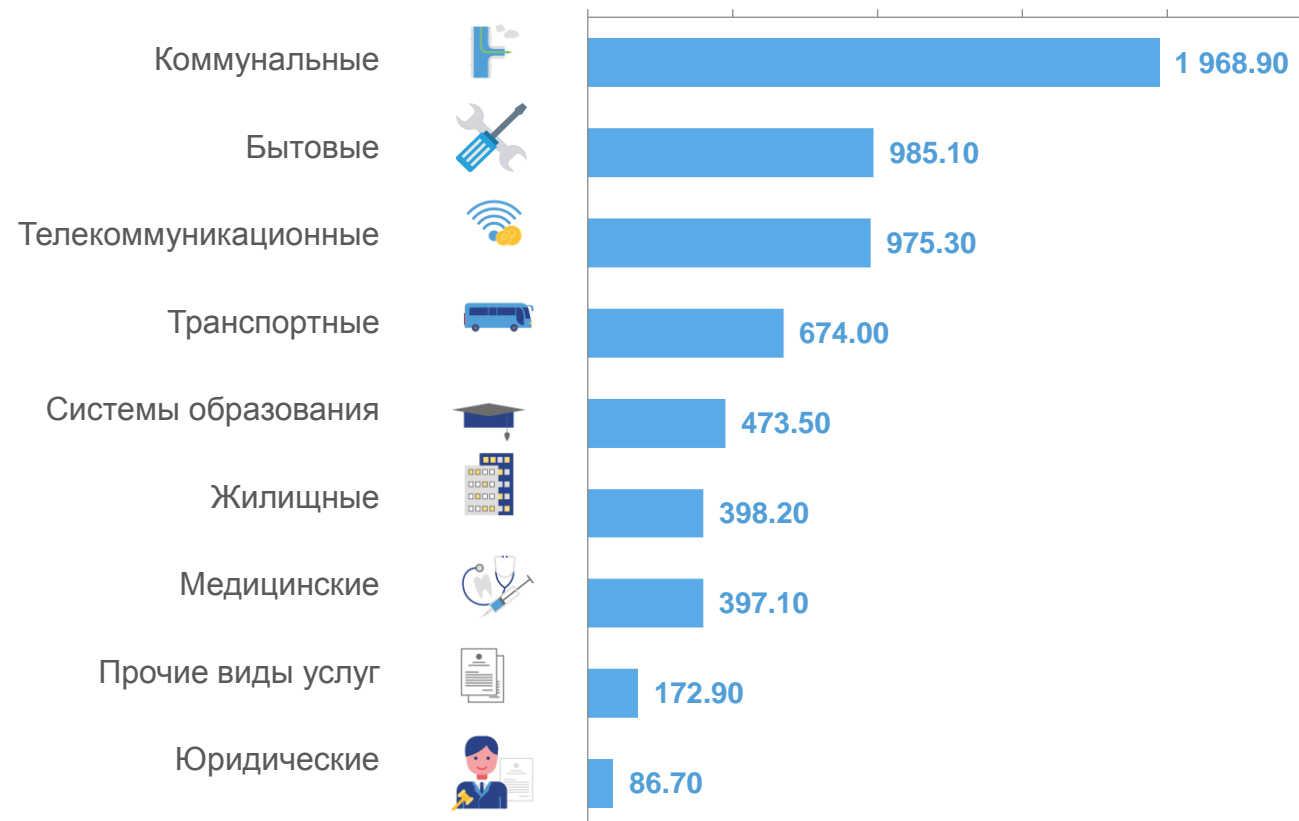 Коммунальные
1 968.90
Бытовые
985.10
Телекоммуникационные
975.30
Транспортные
674.00
Системы образования
473.50
Жилищные
398.20
Медицинские
397.10
Прочие виды услуг
172.90
Юридические
86.70